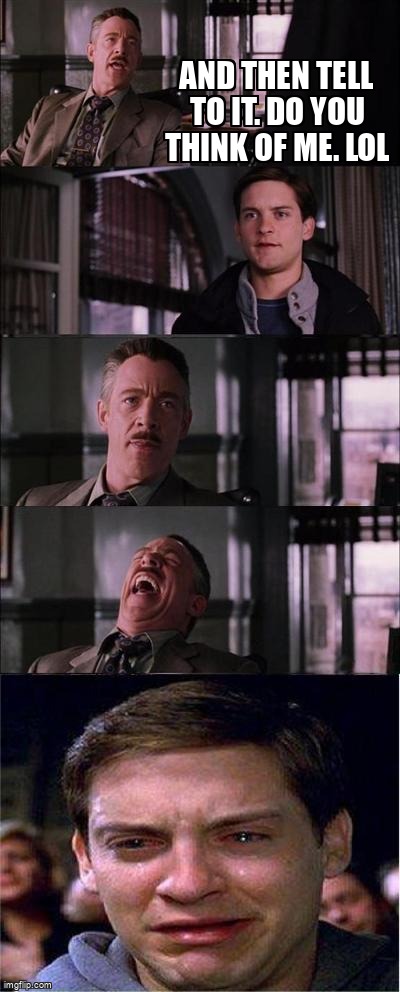 AND THEN TELL
TO IT. DO YOU
THINK OF ME. LOL
imgflip.com